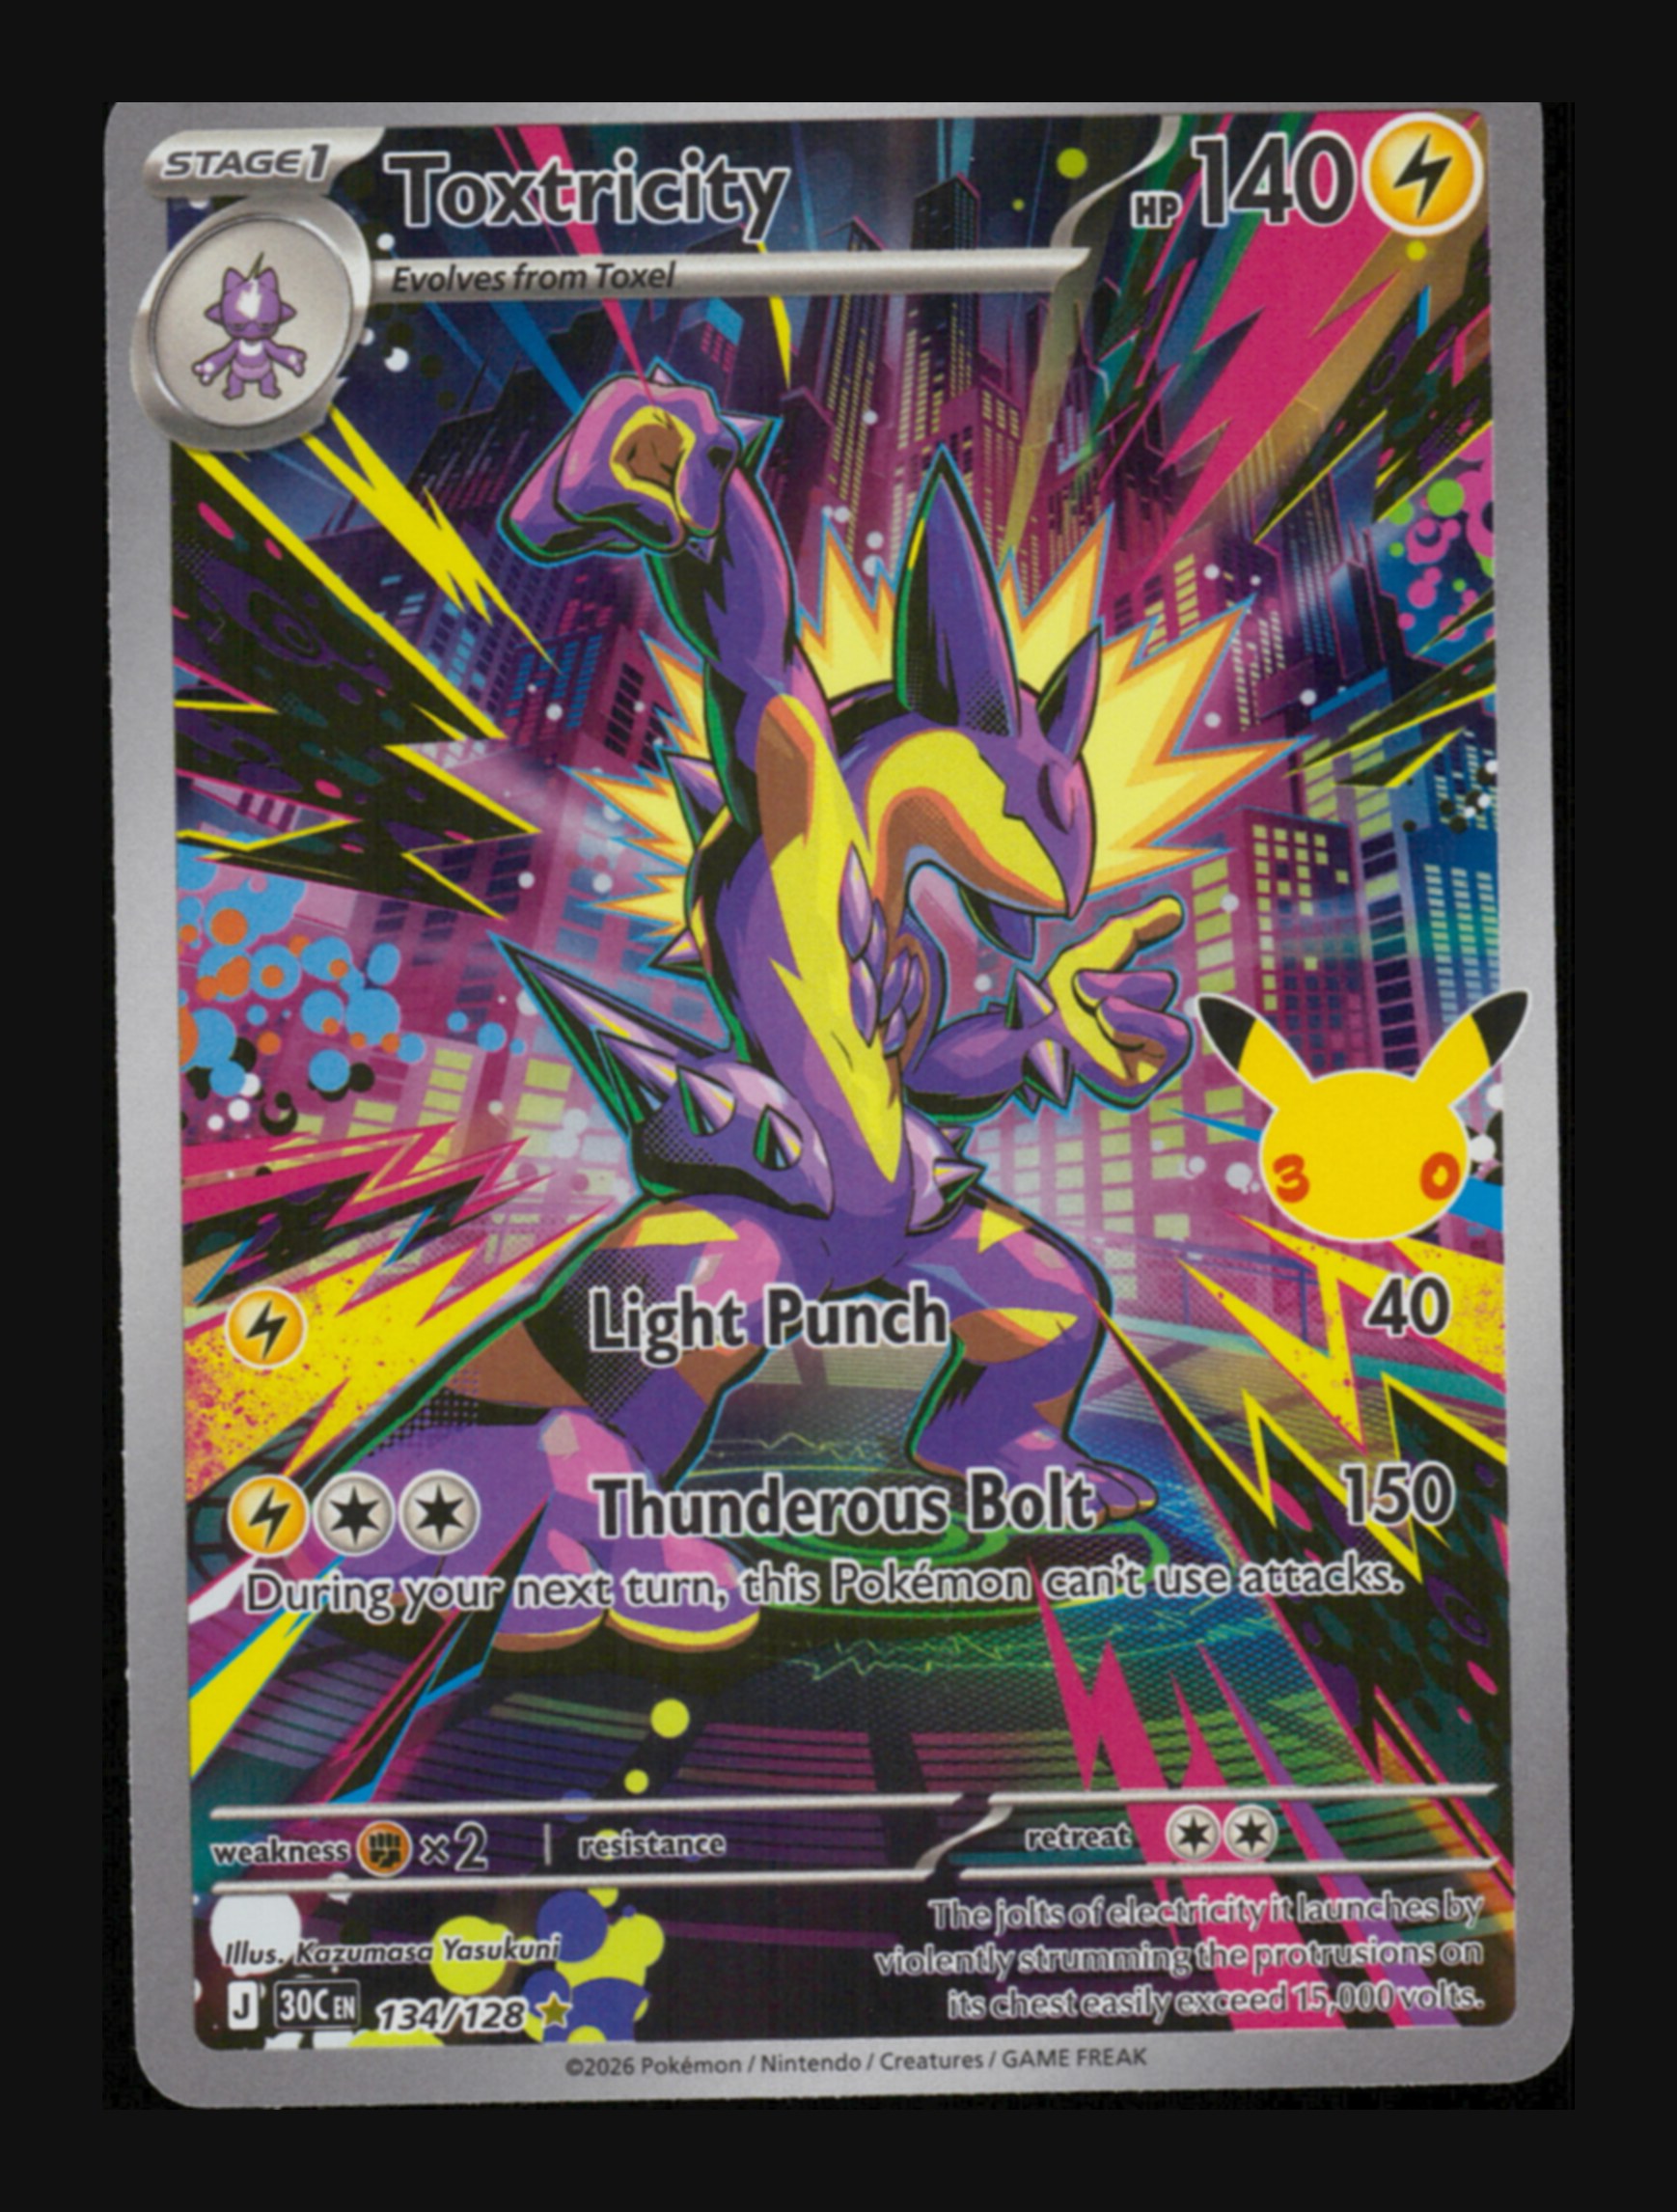 STAGE1
Toxtricity
HP 140
Evolves from Toxel
30
Light Punch 40
Thunderous Bolt 150
During your next turn, this Pokémon can't use attacks.
weakness ×2 | resistance retreat
The jolts of electricity it launches by
violently strumming the protrusions on
its chest easily exceed 15,000 volts.
Illus. Kazumasa Yasukuni
J 30C EN 134/128
©2026 Pokémon / Nintendo / Creatures / GAME FREAK